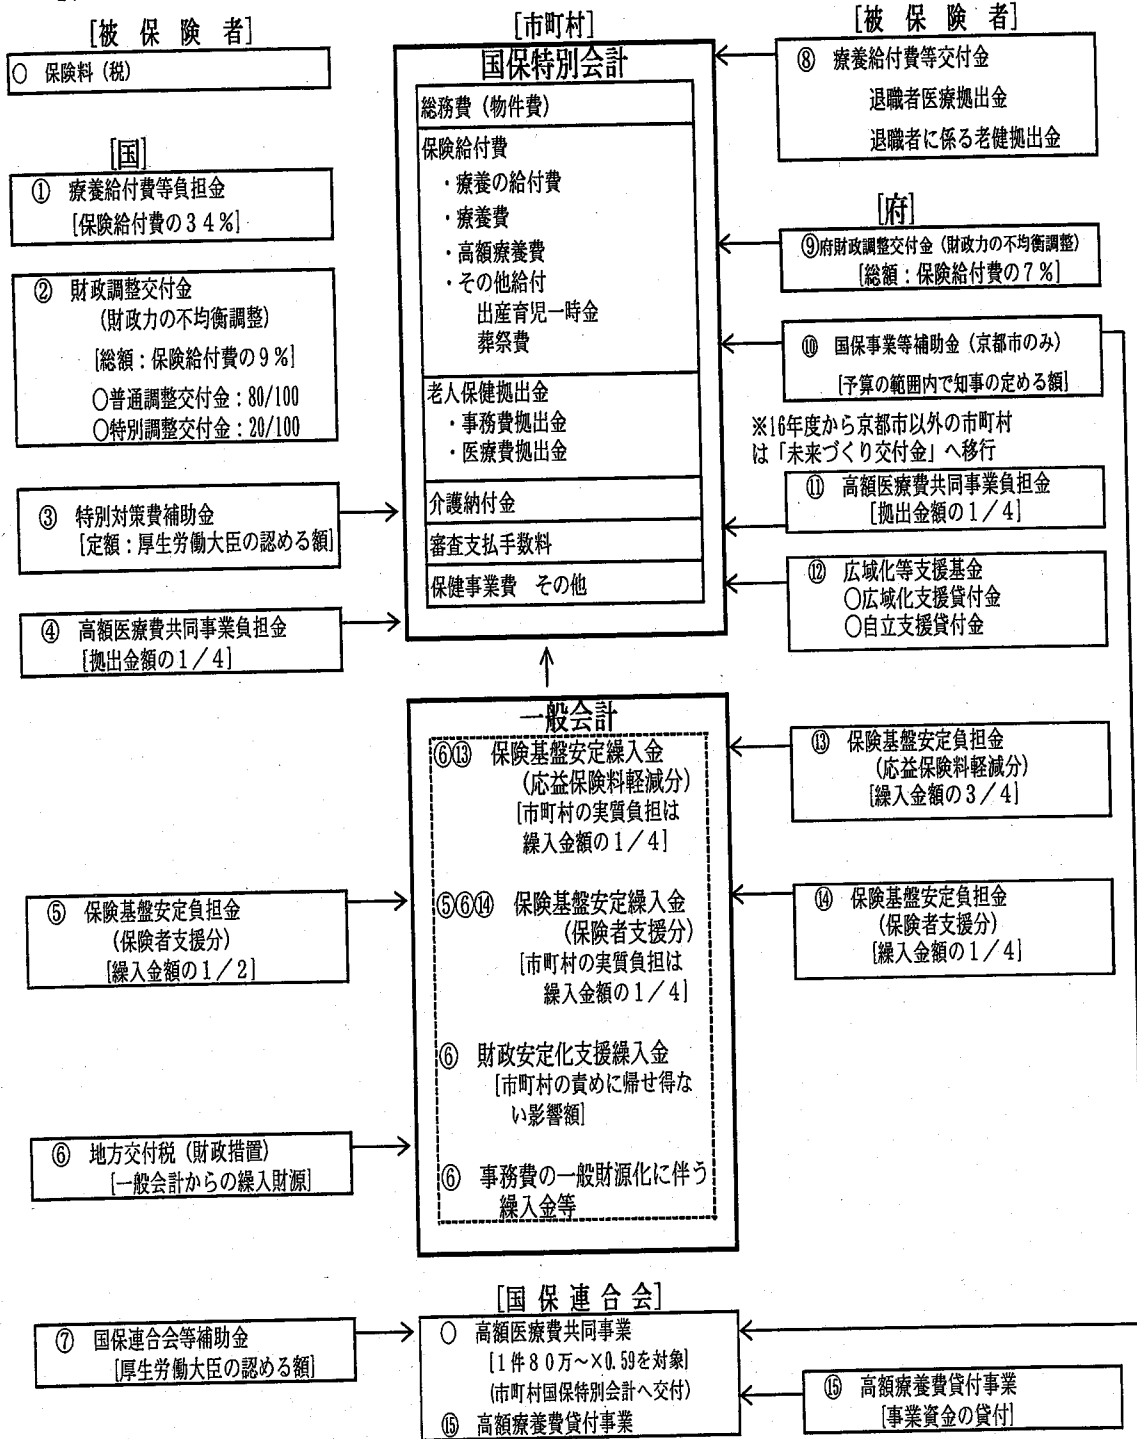 [被保険者]
○ 保険料(税)
[国]
① 療養給付費等負担金
[保険給付費の34%]
② 財政調整交付金
(財政力の不均衡調整)
[総額:保険給付費の9%]
○普通調整交付金:80/100
○特別調整交付金:20/100
③ 特別対策費補助金
[定額:厚生労働大臣の認める額]
④ 高額医療費共同事業負担金
[拠出金額の1/4]
⑤ 保険基盤安定負担金
(保険者支援分)
[繰入金額の1/2]
⑥ 地方交付税(財政措置)
[一般会計からの繰入財源]
⑦ 国保連合会等補助金
[厚生労働大臣の認める額]
[市町村]
国保特別会計
総務費(物件費)
保険給付費
・療養の給付費
・療養費
・高額療養費
・その他給付
出産育児一時金
葬祭費
老人保健拠出金
・事務費拠出金
・医療費拠出金
介護納付金
審査支払手数料
保健事業費 その他
一般会計
⑥⑬ 保険基盤安定繰入金
(応益保険料軽減分)
[市町村の実質負担は
繰入金額の1/4]
⑤⑥⑭ 保険基盤安定繰入金
(保険者支援分)
[市町村の実質負担は
繰入金額の1/4]
⑥ 財政安定化支援繰入金
[市町村の責めに帰せ得な
い影響額]
⑥ 事務費の一般財源化に伴う
繰入金等
[国保連合会]
○ 高額医療費共同事業
[1件80万~×0.59を対象]
(市町村国保特別会計へ交付)
⑮ 高額療養費貸付事業
[被保険者]
⑧ 療養給付費等交付金
退職者医療拠出金
退職者に係る老健拠出金
[府]
⑨府財政調整交付金(財政力の不均衡調整)
[総額:保険給付費の7%]
⑩ 国保事業等補助金(京都市のみ)
[予算の範囲内で知事の定める額]
※16年度から京都市以外の市町村
は「未来づくり交付金」へ移行
⑪ 高額医療費共同事業負担金
[拠出金額の1/4]
⑫ 広域化等支援基金
○広域化支援貸付金
○自立支援貸付金
⑬ 保険基盤安定負担金
(応益保険料軽減分)
[繰入金額の3/4]
⑭ 保険基盤安定負担金
(保険者支援分)
[繰入金額の1/4]
⑮ 高額療養費貸付事業
[事業資金の貸付]